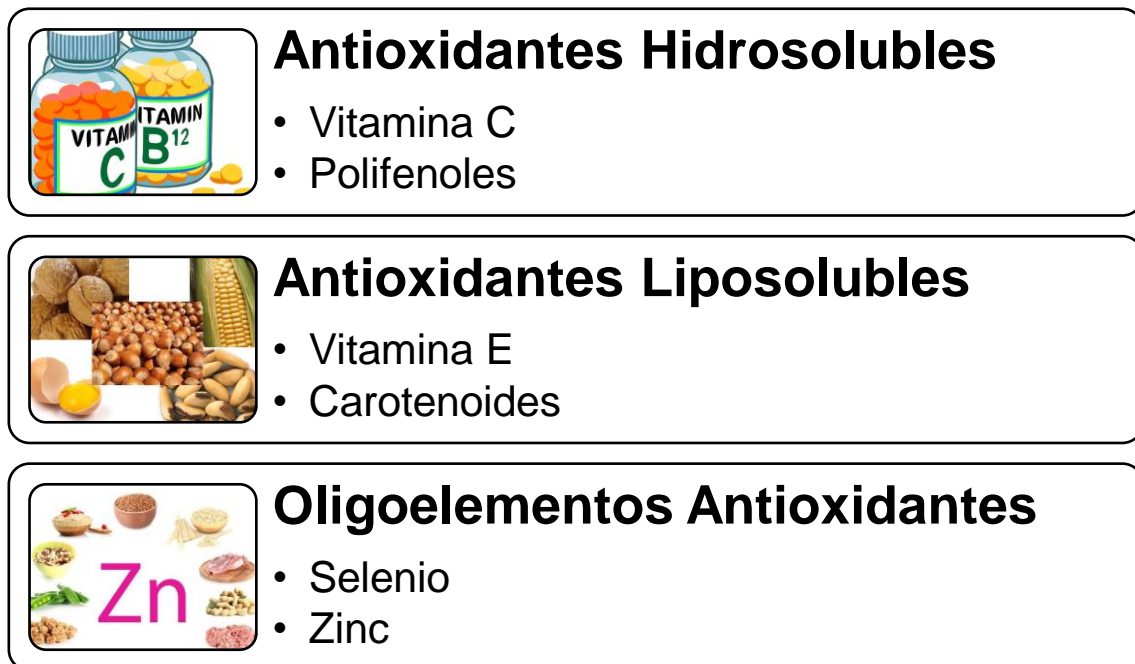 Antioxidantes Hidrosolubles
• Vitamina C
• Polifenoles
VITAMIN
C
VITAMIN
B12
Antioxidantes Liposolubles
• Vitamina E
• Carotenoides
Oligoelementos Antioxidantes
• Selenio
• Zinc
Zn